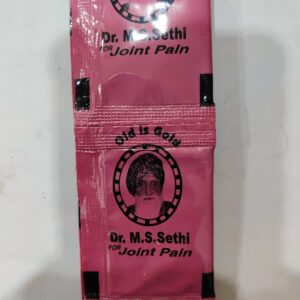 Dr. M.S.Sethi
FOR Joint Pain
Old is Gold
Dr. M.S.Sethi
FOR Joint Pain